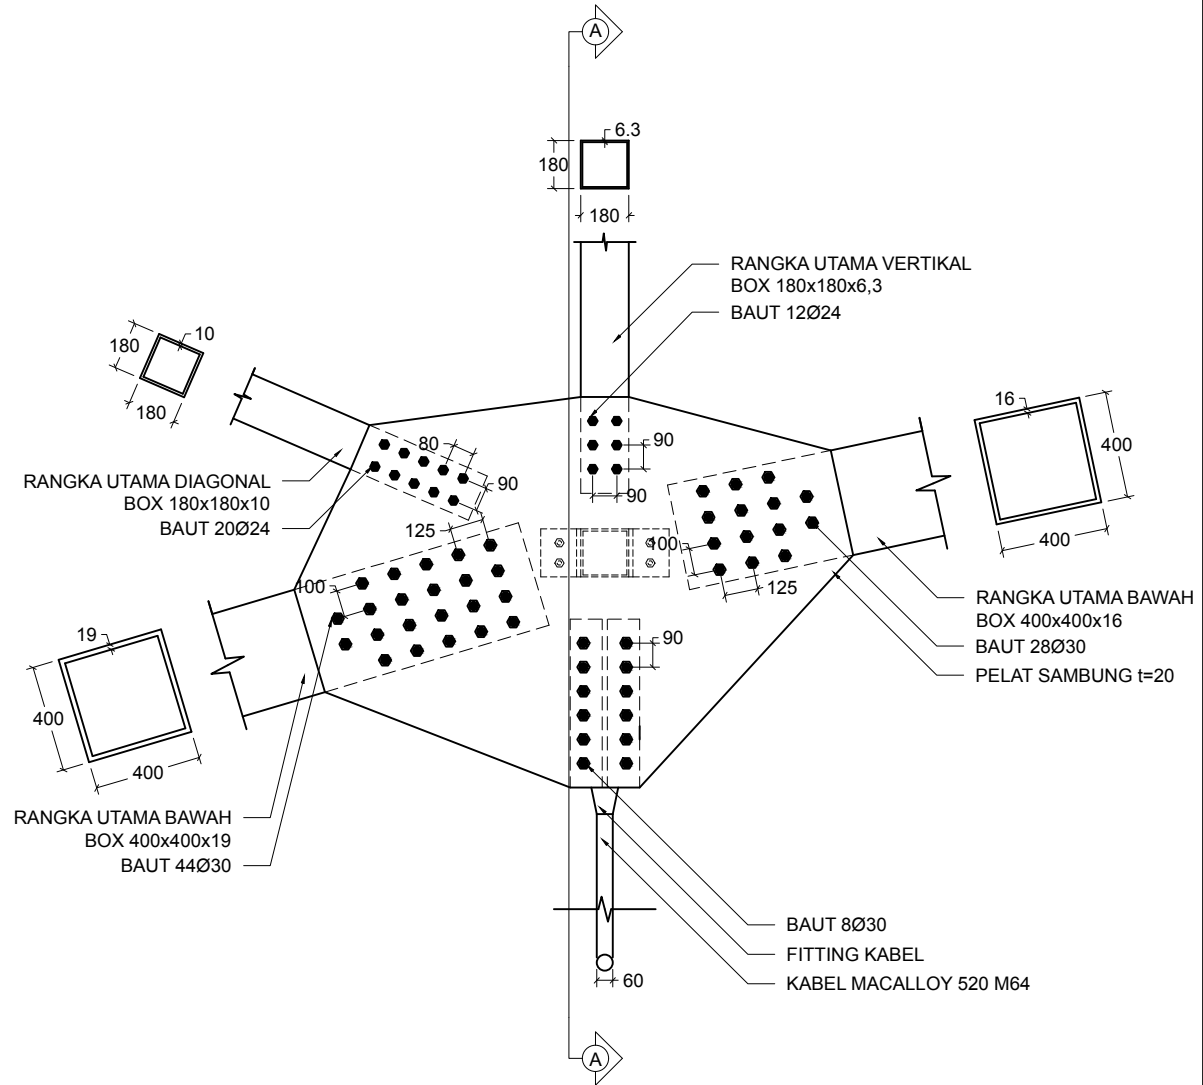 A
6.3
180
180
RANGKA UTAMA VERTIKAL
BOX 180x180x6,3
BAUT 12Ø24
10
180
180
16
400
400
80
90
90
90
RANGKA UTAMA DIAGONAL
BOX 180x180x10
BAUT 20Ø24
125
100
100
125
RANGKA UTAMA BAWAH
BOX 400x400x16
BAUT 28Ø30
PELAT SAMBUNG t=20
19
400
400
90
RANGKA UTAMA BAWAH
BOX 400x400x19
BAUT 44Ø30
BAUT 8Ø30
FITTING KABEL
KABEL MACALLOY 520 M64
60
A